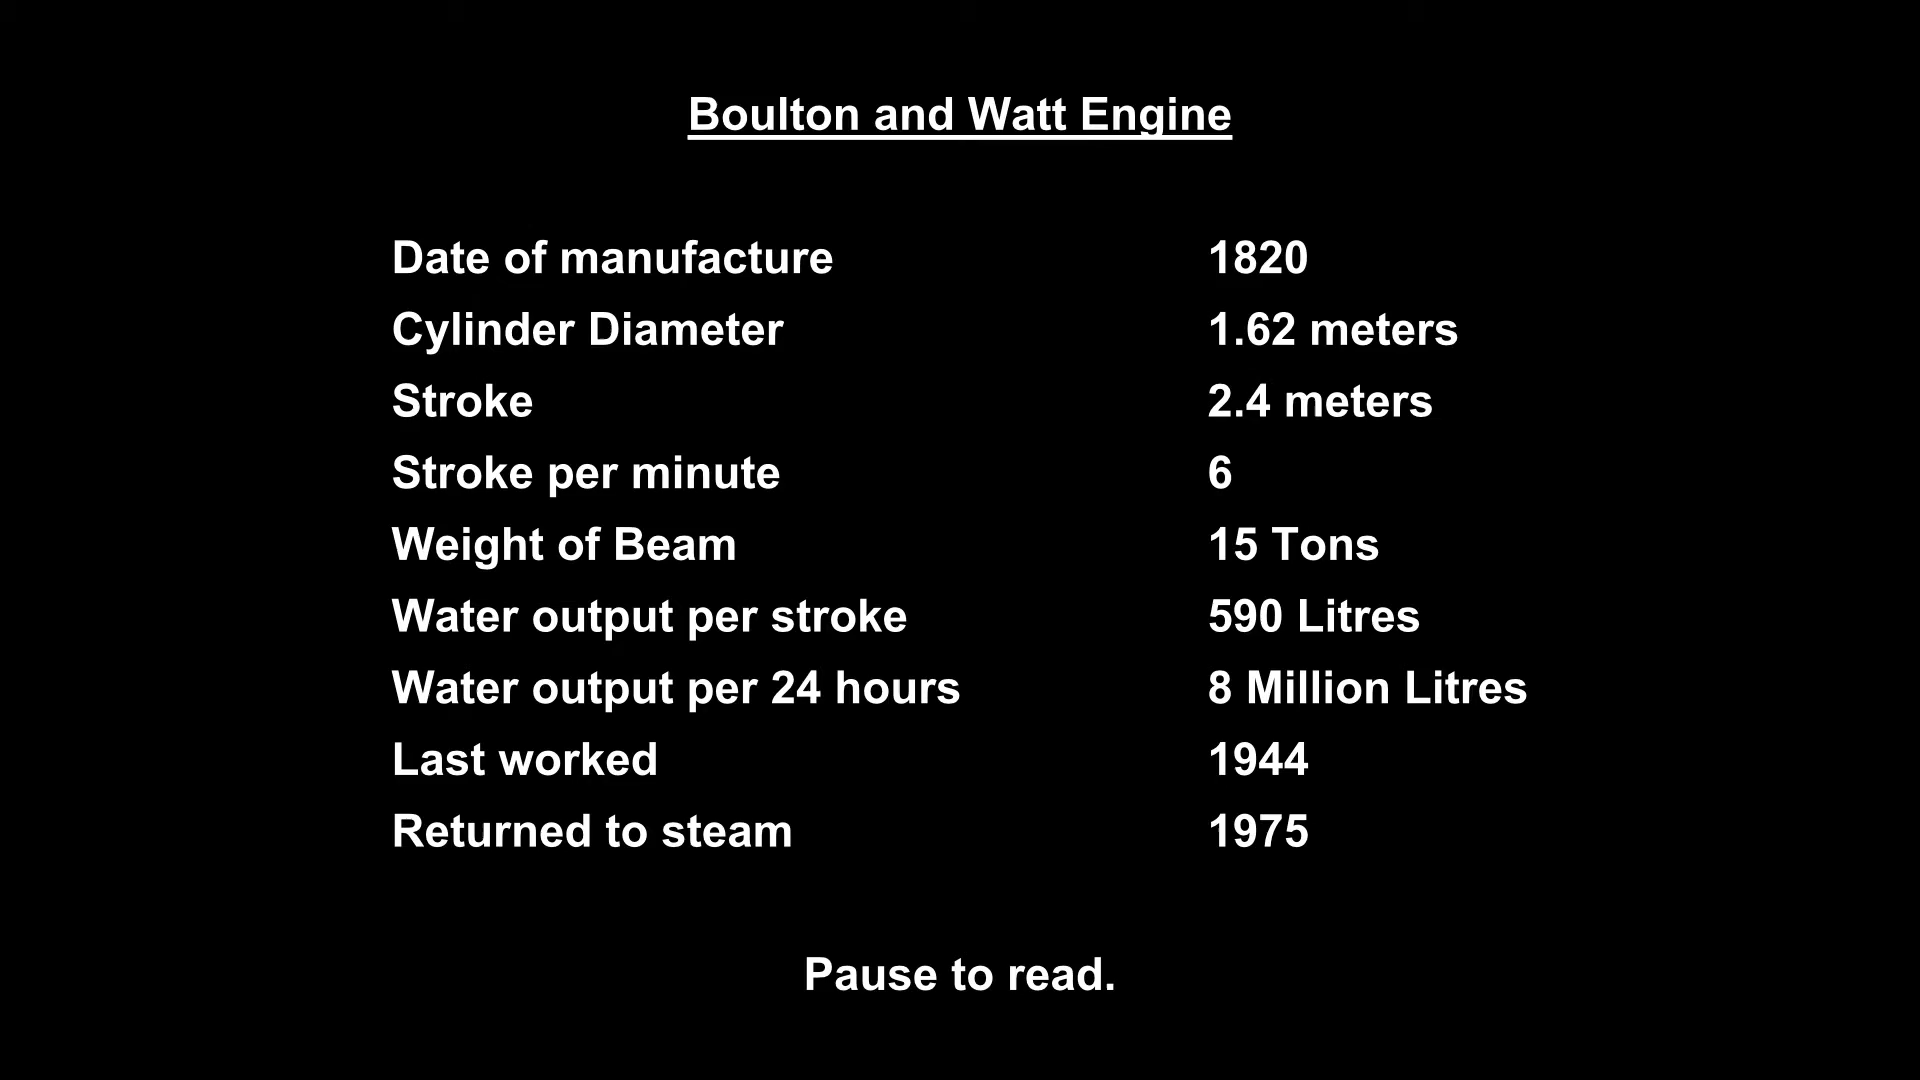 Boulton and Watt Engine
Date of manufacture 1820
Cylinder Diameter 1.62 meters
Stroke 2.4 meters
Stroke per minute 6
Weight of Beam 15 Tons
Water output per stroke 590 Litres
Water output per 24 hours 8 Million Litres
Last worked 1944
Returned to steam 1975
Pause to read.